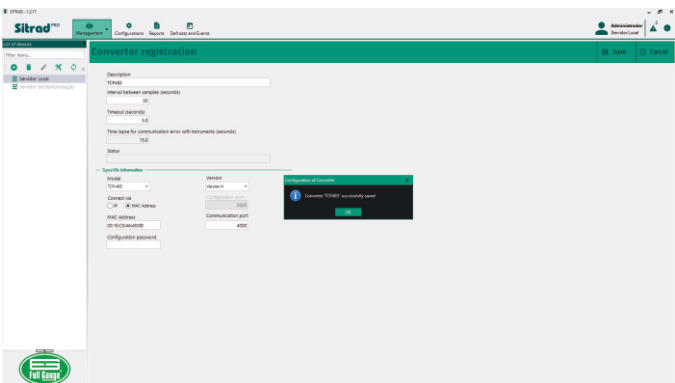 SITRAD - 1.2.17
Sitrad PRO
Management
Configurations
Reports
Defrosts and Events
Administrador
Servidor Local
List of devices
Filter items...
Converter registration
Save
Cancel
Servidor Local
Servidor de Demonstração
Description
TCP485
Interval between samples (seconds)
Timeout (seconds)
5.0
Time lapse for communication error with instruments (seconds)
10.0
Status
Specific information
Model
Version
TCP-485
Version 4
Connect via
Configuration port
IP
MAC Address
MAC Address
Communication port
4000
Configuration password
Configuration of Converter
Converter 'TCP485' successfully saved
OK
Full Gauge